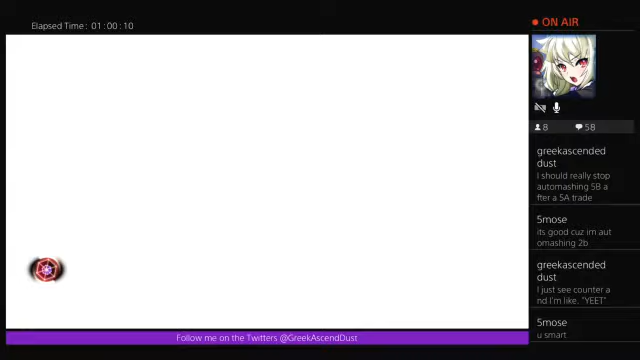 Elapsed Time : 01:00:10
ON AIR
8
58
greekascended
dust
I should really stop
automashing 5B a
fter a 5A trade
5mose
its good cuz im aut
omashing 2b
greekascended
dust
I just see counter a
nd I'm like. "YEET"
5mose
u smart
Follow me on the Twitters @GreekAscendDust